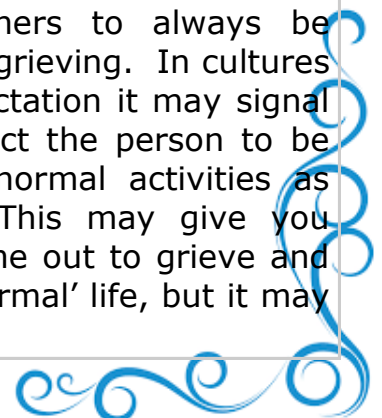 ners to always be
grieving. In cultures
ctation it may signal
ct the person to be
normal activities as
This may give you
ne out to grieve and
rmal’ life, but it may